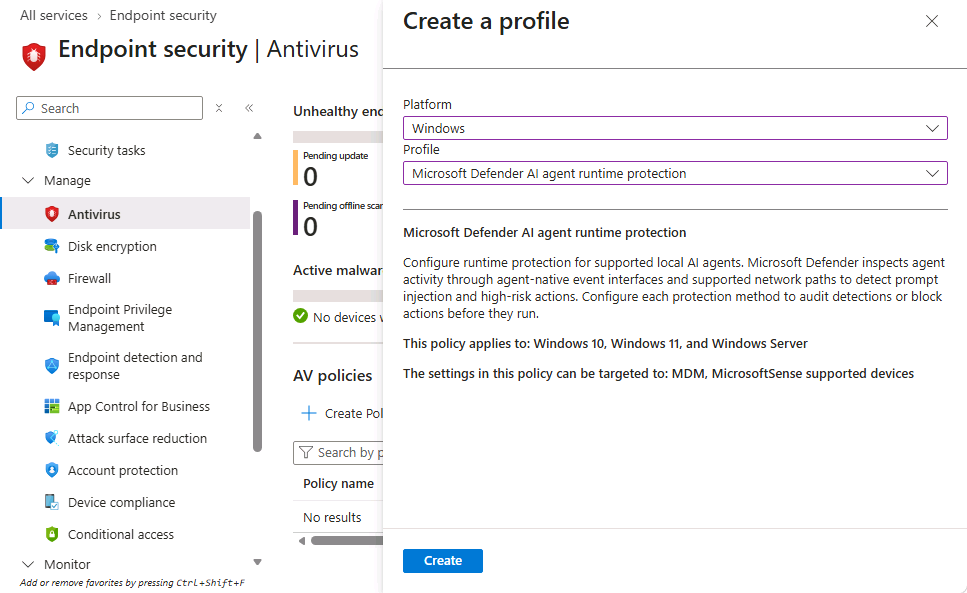 All services > Endpoint security
Endpoint security | Antivirus
Search
Security tasks
Manage
Antivirus
Disk encryption
Firewall
Endpoint Privilege
Management
Endpoint detection and
response
App Control for Business
Attack surface reduction
Account protection
Device compliance
Conditional access
Monitor
Add or remove favorites by pressing Ctrl+Shift+F
Unhealthy end
Pending update
0
Pending offline scan
0
Active malwar
No devices w
AV policies
Create Pol
Search by p
Policy name
No results
Create a profile
Platform
Windows
Profile
Microsoft Defender AI agent runtime protection
Microsoft Defender AI agent runtime protection
Configure runtime protection for supported local AI agents. Microsoft Defender inspects agent
activity through agent-native event interfaces and supported network paths to detect prompt
injection and high-risk actions. Configure each protection method to audit detections or block
actions before they run.
This policy applies to: Windows 10, Windows 11, and Windows Server
The settings in this policy can be targeted to: MDM, MicrosoftSense supported devices
Create